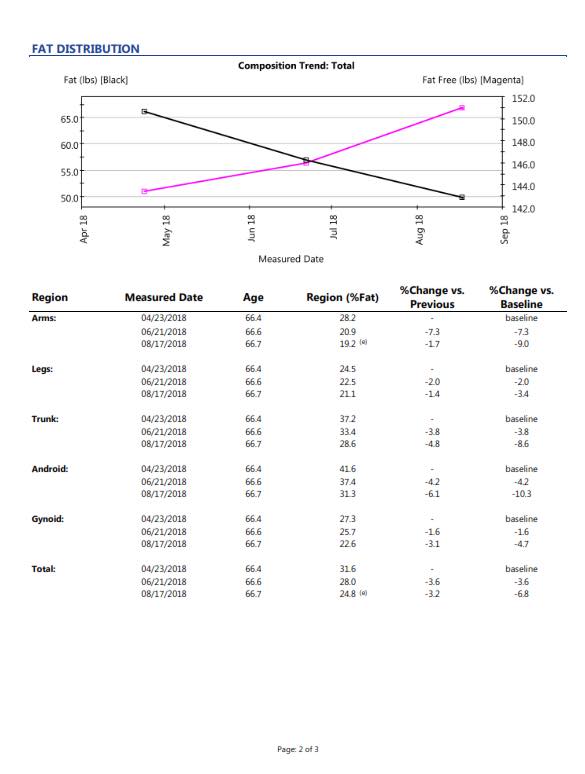 FAT DISTRIBUTION
Composition Trend: Total
Fat (lbs) [Black] Fat Free (lbs) [Magenta]
152.0
65.0 150.0
148.0
60.0
146.0
55.0
144.0
50.0
142.0
Apr 18 May 18 Jun 18 Jul 18 Aug 18 Sep 18
Measured Date
Region Measured Date Age Region (%Fat) %Change vs. Previous %Change vs. Baseline
Arms: 04/23/2018 66.4 28.2 - baseline
06/21/2018 66.6 20.9 -7.3 -7.3
08/17/2018 66.7 19.2 (e) -1.7 -9.0
Legs: 04/23/2018 66.4 24.5 - baseline
06/21/2018 66.6 22.5 -2.0 -2.0
08/17/2018 66.7 21.1 -1.4 -3.4
Trunk: 04/23/2018 66.4 37.2 - baseline
06/21/2018 66.6 33.4 -3.8 -3.8
08/17/2018 66.7 28.6 -4.8 -8.6
Android: 04/23/2018 66.4 41.6 - baseline
06/21/2018 66.6 37.4 -4.2 -4.2
08/17/2018 66.7 31.3 -6.1 -10.3
Gynoid: 04/23/2018 66.4 27.3 - baseline
06/21/2018 66.6 25.7 -1.6 -1.6
08/17/2018 66.7 22.6 -3.1 -4.7
Total: 04/23/2018 66.4 31.6 - baseline
06/21/2018 66.6 28.0 -3.6 -3.6
08/17/2018 66.7 24.8 (e) -3.2 -6.8
Page: 2 of 3